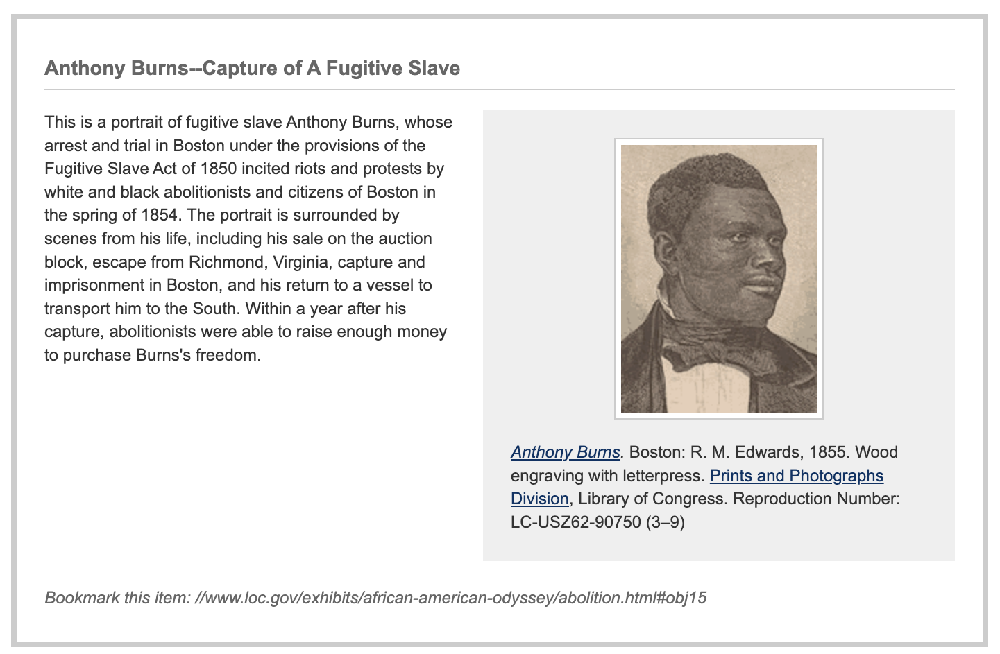 Anthony Burns--Capture of A Fugitive Slave
This is a portrait of fugitive slave Anthony Burns, whose
arrest and trial in Boston under the provisions of the
Fugitive Slave Act of 1850 incited riots and protests by
white and black abolitionists and citizens of Boston in
the spring of 1854. The portrait is surrounded by
scenes from his life, including his sale on the auction
block, escape from Richmond, Virginia, capture and
imprisonment in Boston, and his return to a vessel to
transport him to the South. Within a year after his
capture, abolitionists were able to raise enough money
to purchase Burns's freedom.
Anthony Burns. Boston: R. M. Edwards, 1855. Wood
engraving with letterpress. Prints and Photographs
Division, Library of Congress. Reproduction Number:
LC-USZ62-90750 (3–9)
Bookmark this item: //www.loc.gov/exhibits/african-american-odyssey/abolition.html#obj15